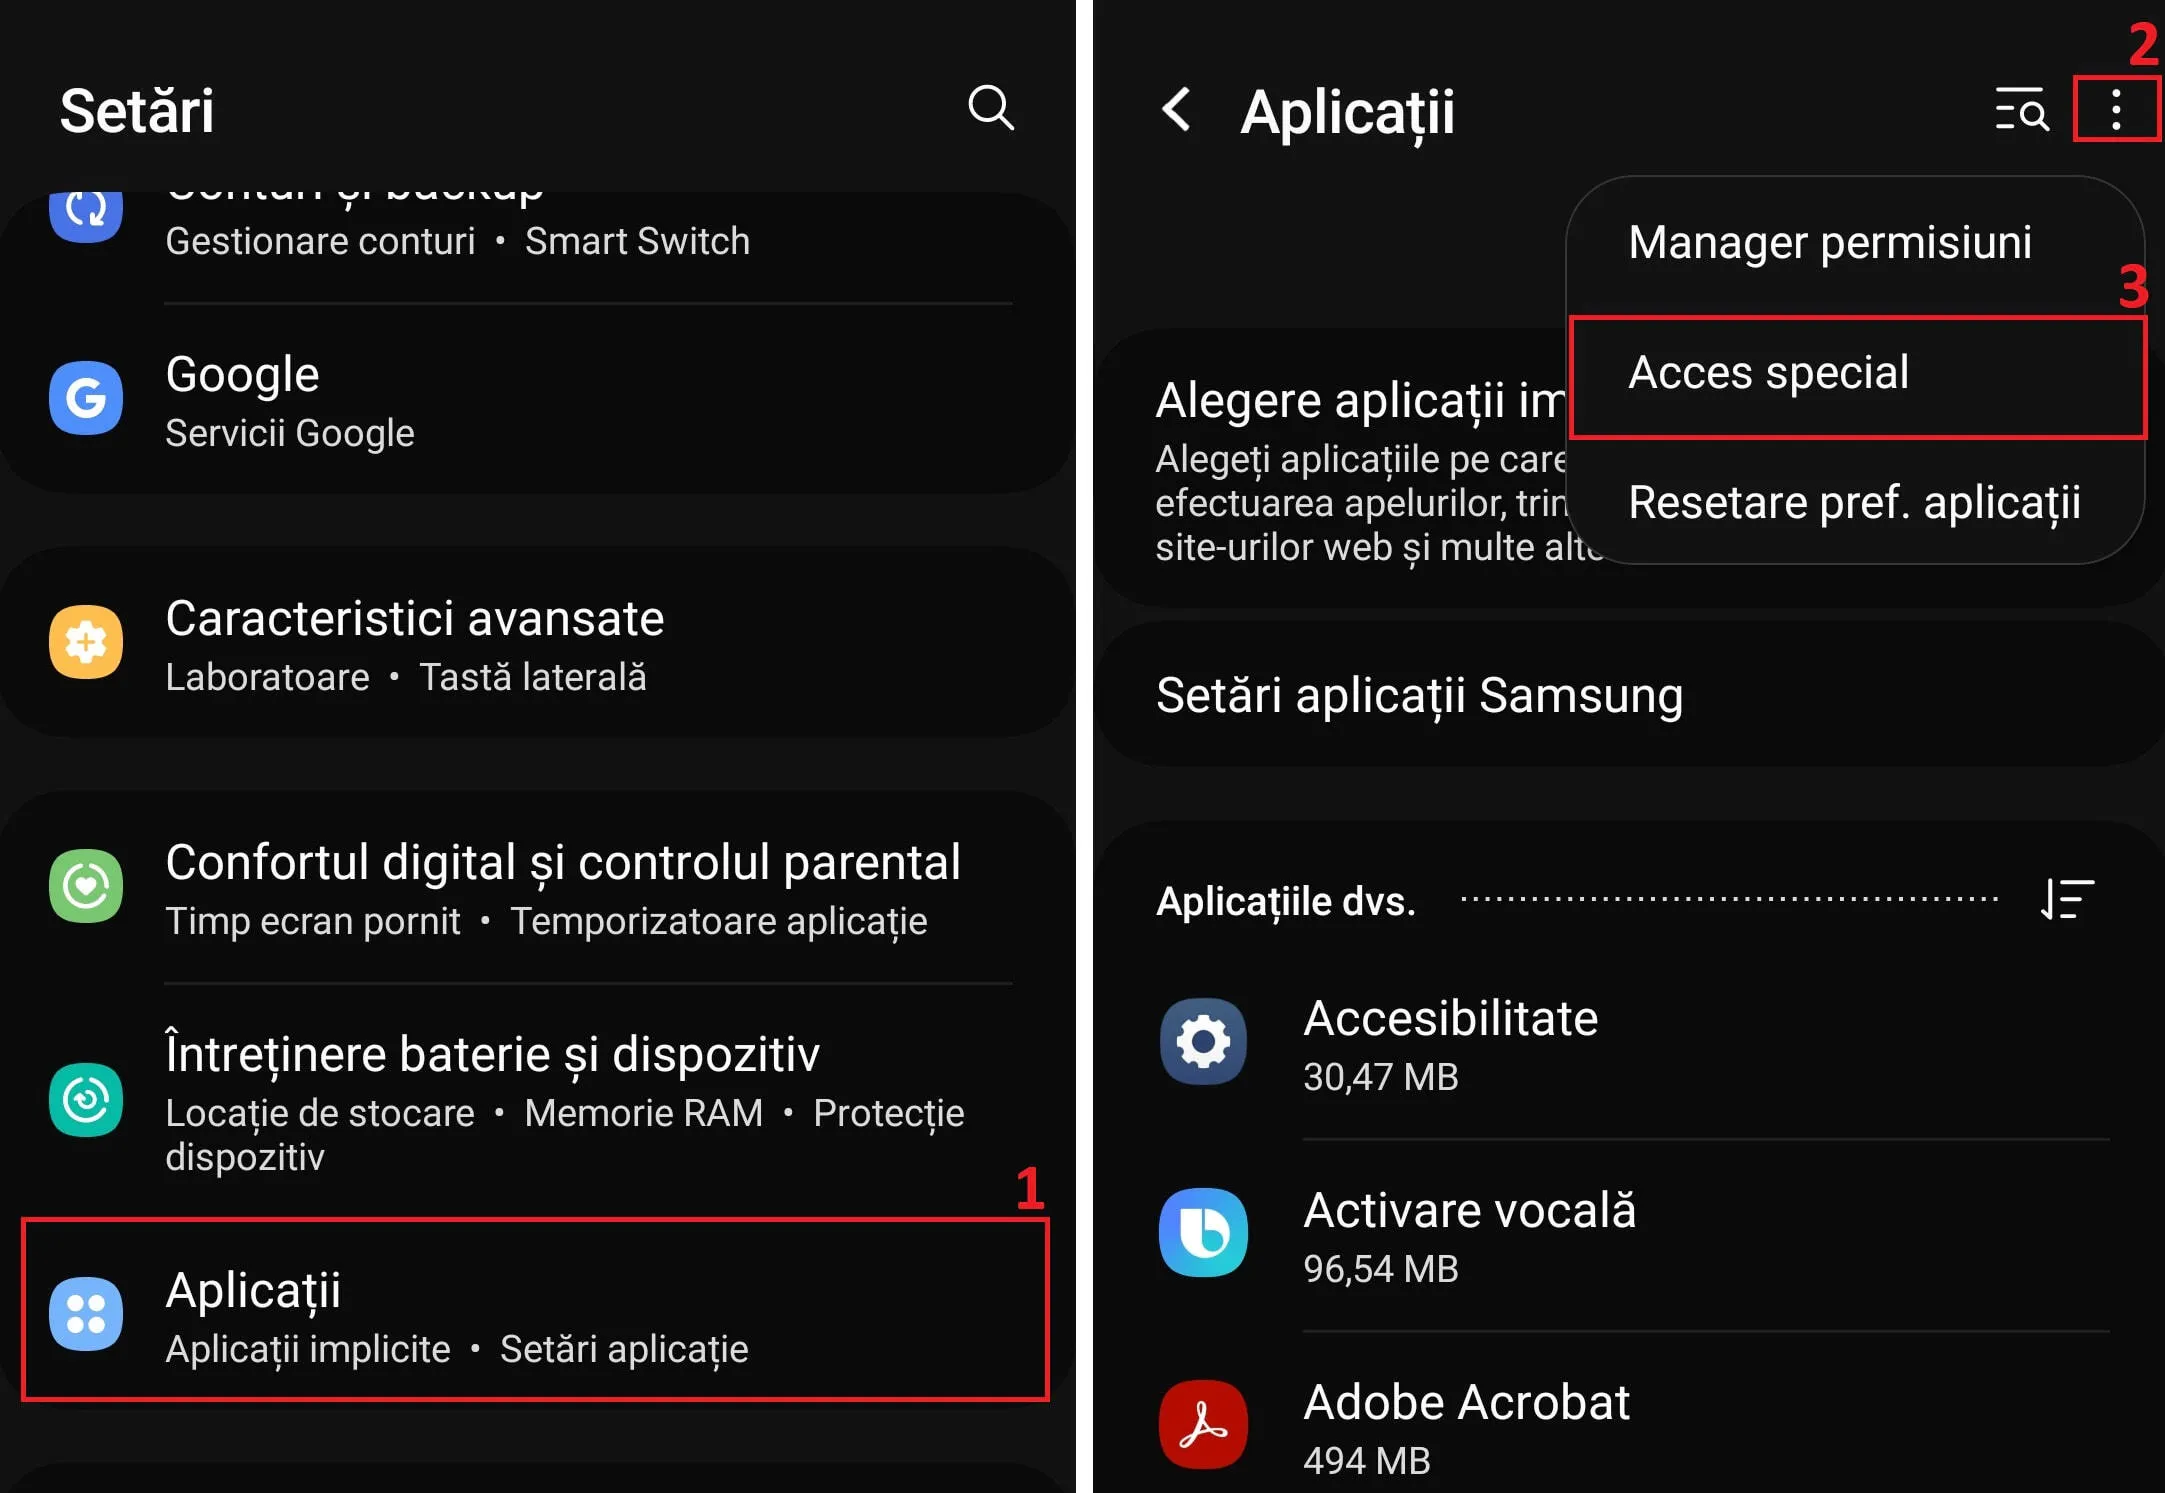 Setări
Conturi și backup
Gestionare conturi • Smart Switch
Google
Servicii Google
Caracteristici avansate
Laboratoare • Tastă laterală
Confortul digital și controlul parental
Timp ecran pornit • Temporizatoare aplicație
Întreținere baterie și dispozitiv
Locație de stocare • Memorie RAM • Protecție
dispozitiv
1
Aplicații
Aplicații implicite • Setări aplicație
2
Aplicații
Manager permisiuni
3
Acces special
Resetare pref. aplicații
Alegere aplicații
Alegeți aplicațiile pe care
efectuarea apelurilor,
site-urilor web și multe
Setări aplicații Samsung
Aplicațiile dvs.
Accesibilitate
30,47 MB
Activare vocală
96,54 MB
Adobe Acrobat
494 MB